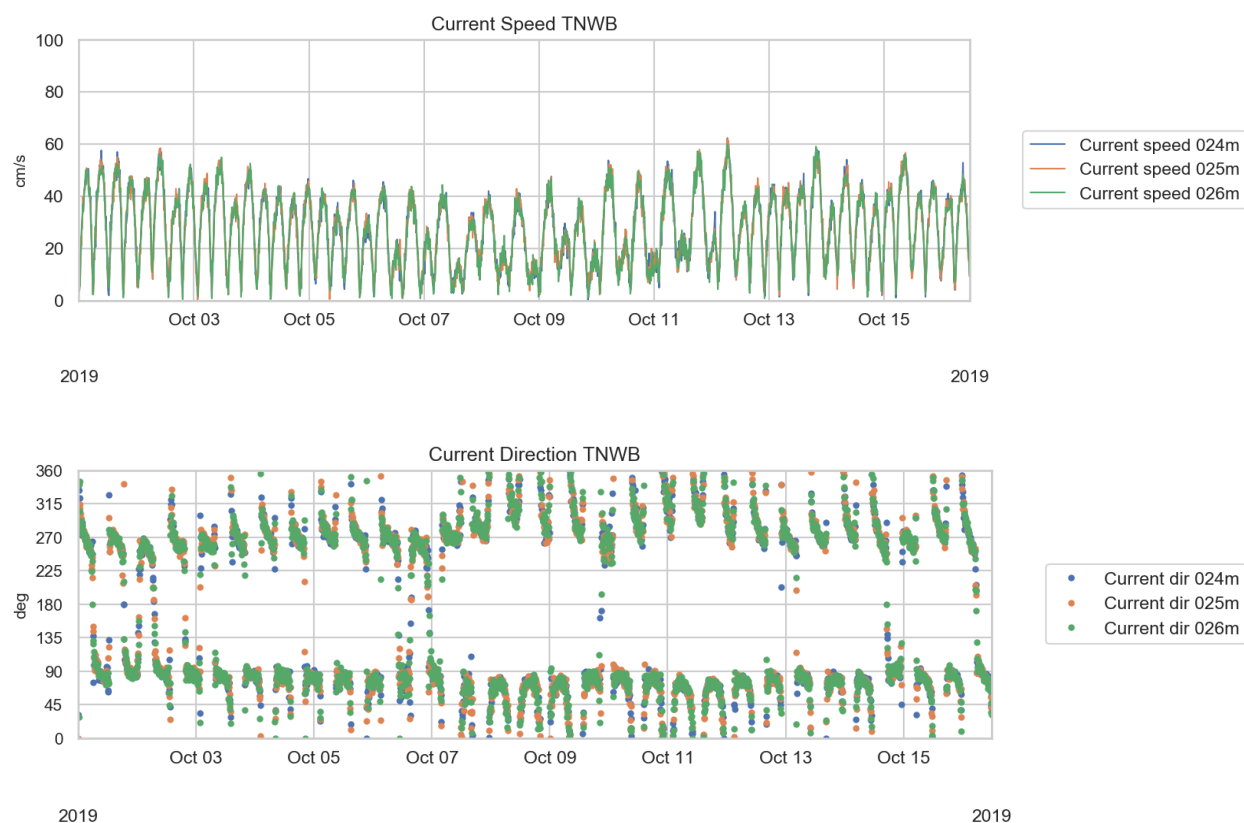 Current Speed TNWB
100
80
60
40
20
0
cm/s
Oct 03 Oct 05 Oct 07 Oct 09 Oct 11 Oct 13 Oct 15
2019 2019
Current speed 024m
Current speed 025m
Current speed 026m
Current Direction TNWB
360
315
270
225
180
135
90
45
0
deg
Oct 03 Oct 05 Oct 07 Oct 09 Oct 11 Oct 13 Oct 15
2019 2019
Current dir 024m
Current dir 025m
Current dir 026m